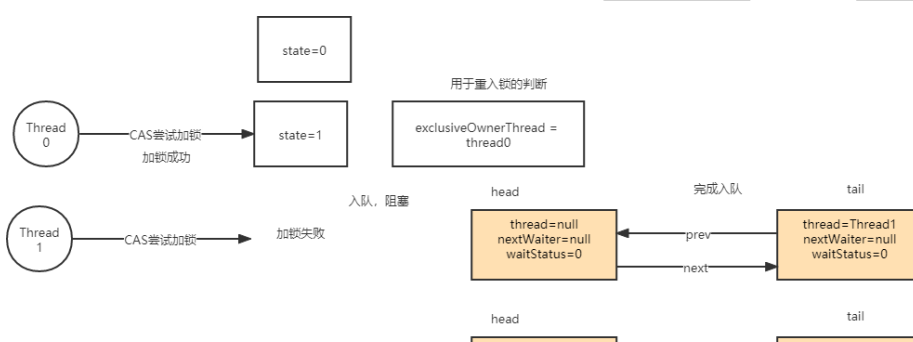 state=0
用于重入锁的判断
Thread
0
CAS尝试加锁
加锁成功
state=1
exclusiveOwnerThread =
thread0
入队，阻塞
head
完成入队
tail
Thread
1
CAS尝试加锁
加锁失败
thread=null
nextWaiter=null
waitStatus=0
prev
next
thread=Thread1
nextWaiter=null
waitStatus=0
head
tail